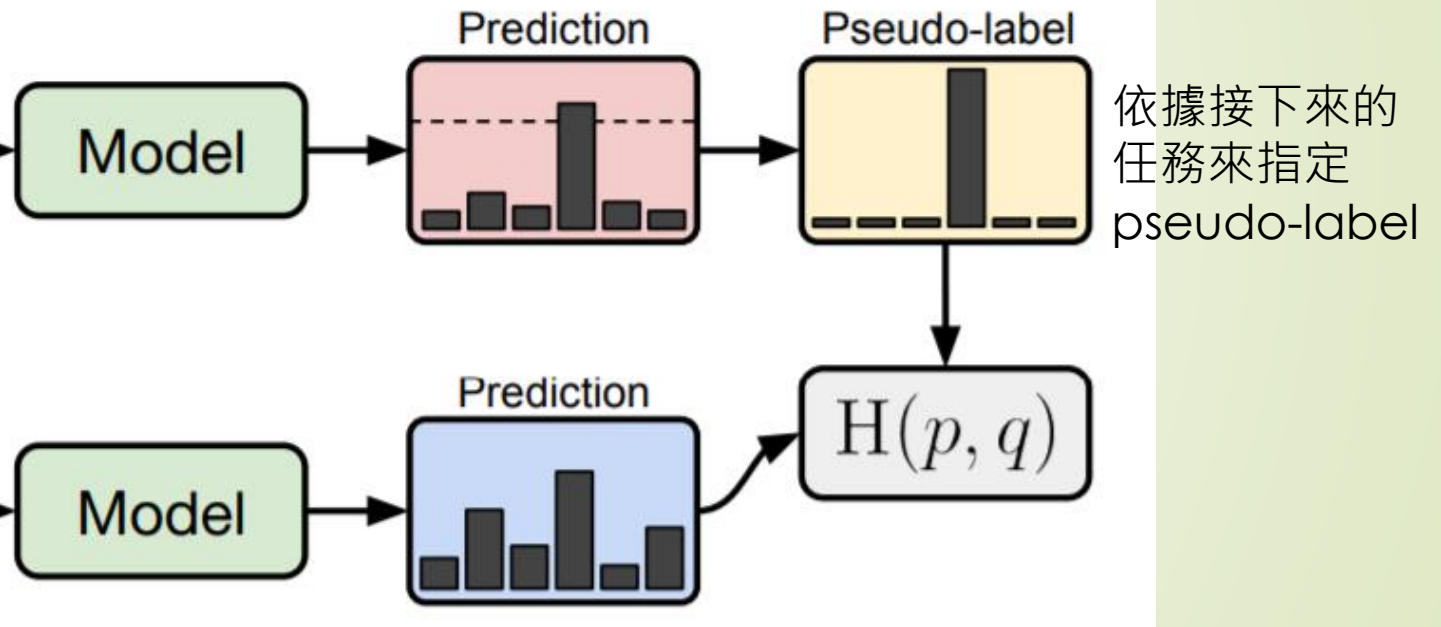 Prediction
Pseudo-label
Model
依據接下來的
任務來指定
pseudo-label
Prediction
Model
H(p, q)